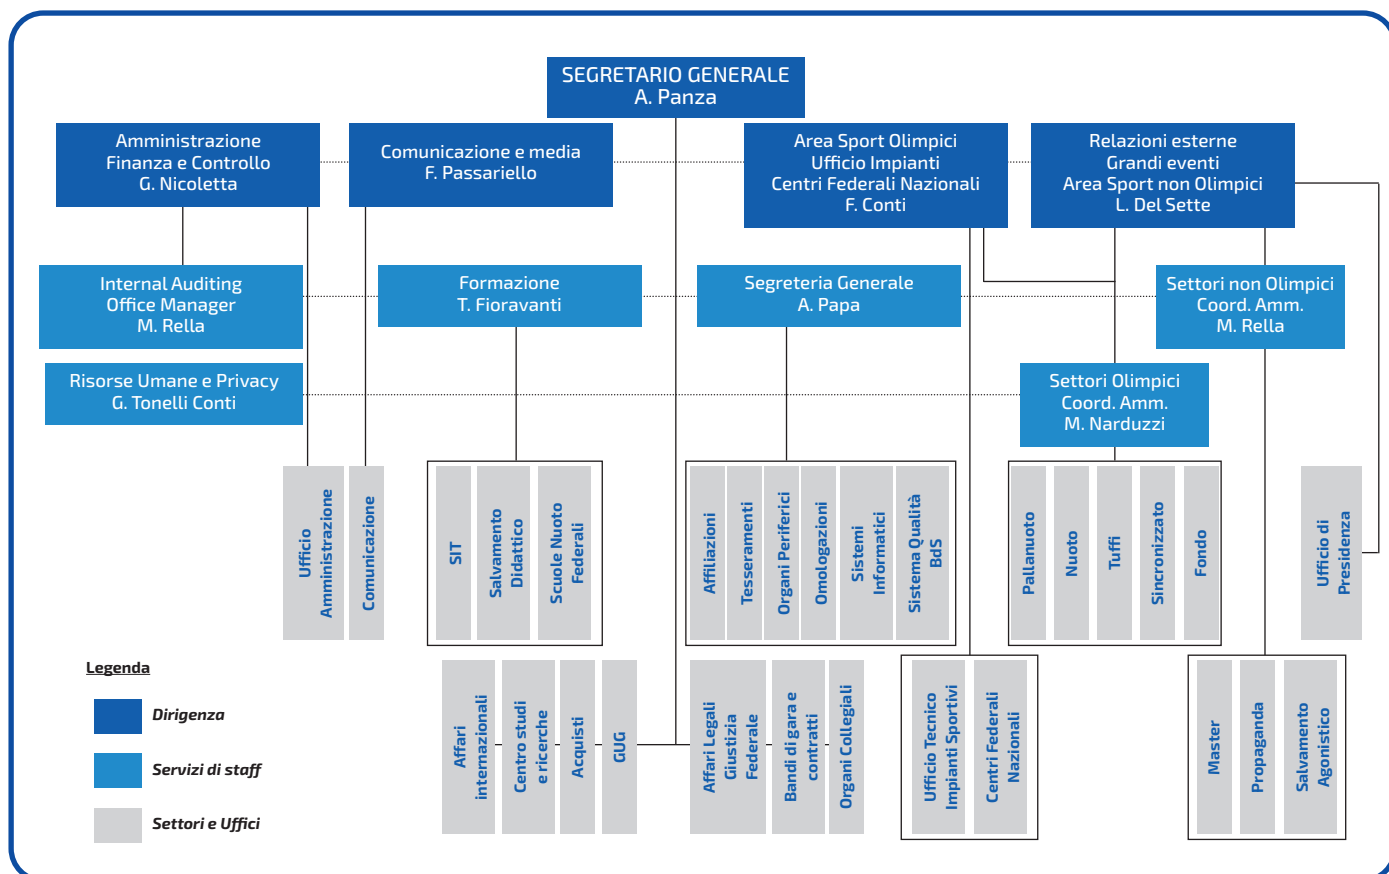 SEGRETARIO GENERALE
A. Panza
Amministrazione
Finanza e Controllo
G. Nicoletta
Comunicazione e media
F. Passariello
Area Sport Olimpici
Ufficio Impianti
Centri Federali Nazionali
F. Conti
Relazioni esterne
Grandi eventi
Area Sport non Olimpici
L. Del Sette
Internal Auditing
Office Manager
M. Rella
Formazione
T. Fioravanti
Segreteria Generale
A. Papa
Settori non Olimpici
Coord. Amm.
M. Rella
Risorse Umane e Privacy
G. Tonelli Conti
Settori Olimpici
Coord. Amm.
M. Narduzzi
Ufficio
Amministrazione
Comunicazione
SIT
Salvamento
Didattico
Scuole Nuoto
Federali
Affiliazioni
Tesseramenti
Organi Periferici
Omologazioni
Sistemi
Informatici
Sistema Qualità
BdS
Pallanuoto
Nuoto
Tuffi
Sincronizzato
Fondo
Ufficio di
Presidenza
Legenda
Dirigenza
Servizi di staff
Settori e Uffici
Affari
internazionali
Centro studi
e ricerche
Acquisti
GUG
Affari Legali
Giustizia
Federale
Bandi di gara e
contratti
Organi Collegiali
Ufficio Tecnico
Impianti Sportivi
Centri Federali
Nazionali
Master
Propaganda
Salvamento
Agonistico